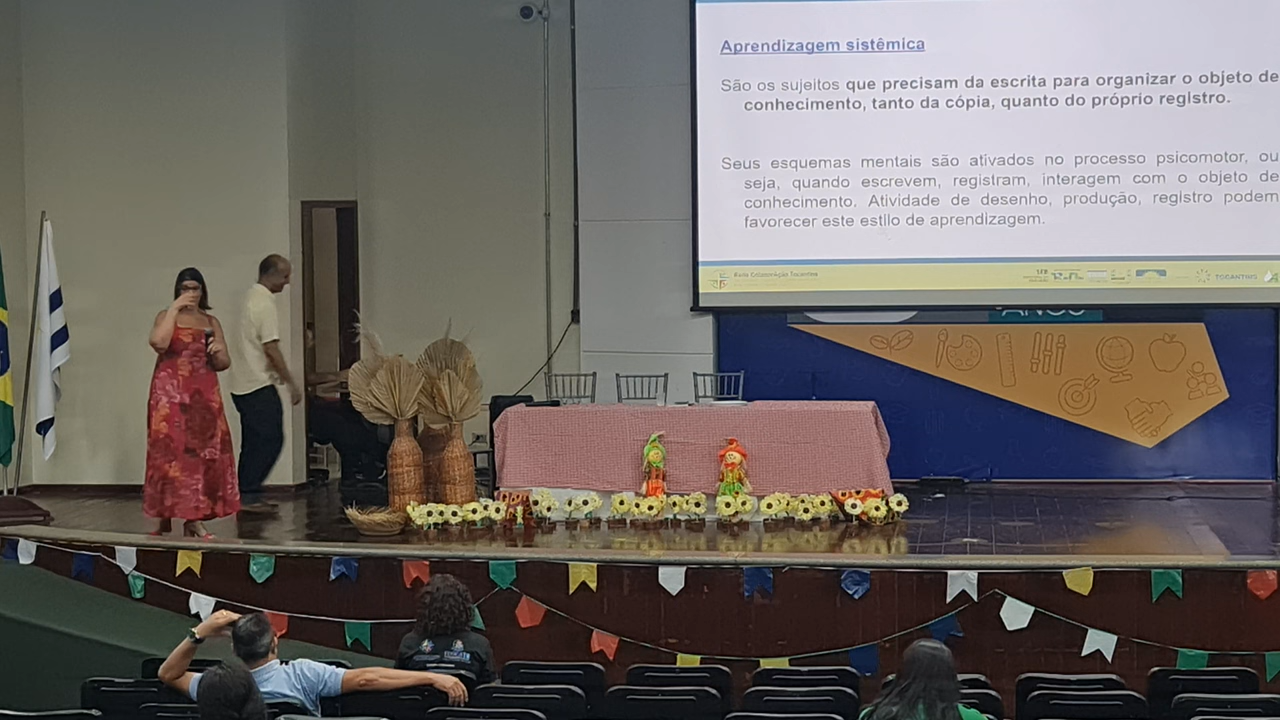 Aprendizagem sistêmica
São os sujeitos que precisam da escrita para organizar o objeto de
conhecimento, tanto da cópia, quanto do próprio registro.
Seus esquemas mentais são ativados no processo psicomotor, ou
seja, quando escrevem, registram, interagem com o objeto de
conhecimento. Atividade de desenho, produção, registro podem
favorecer este estilo de aprendizagem.
TOCANTINS